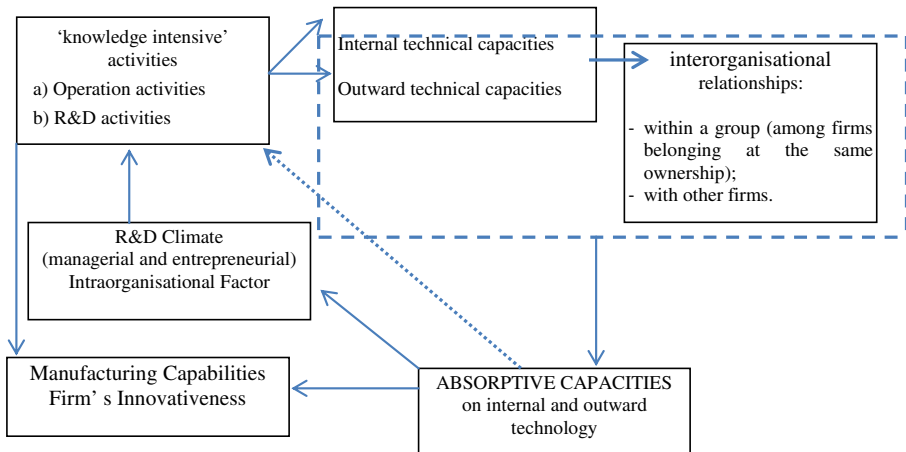 ‘knowledge intensive’
activities
a) Operation activities
b) R&D activities
Internal technical capacities
Outward technical capacities
interorganisational
relationships:
- within a group (among firms
belonging at the same
ownership);
- with other firms.
R&D Climate
(managerial and entrepreneurial)
Intraorganisational Factor
Manufacturing Capabilities
Firm’ s Innovativeness
ABSORPTIVE CAPACITIES
on internal and outward
technology